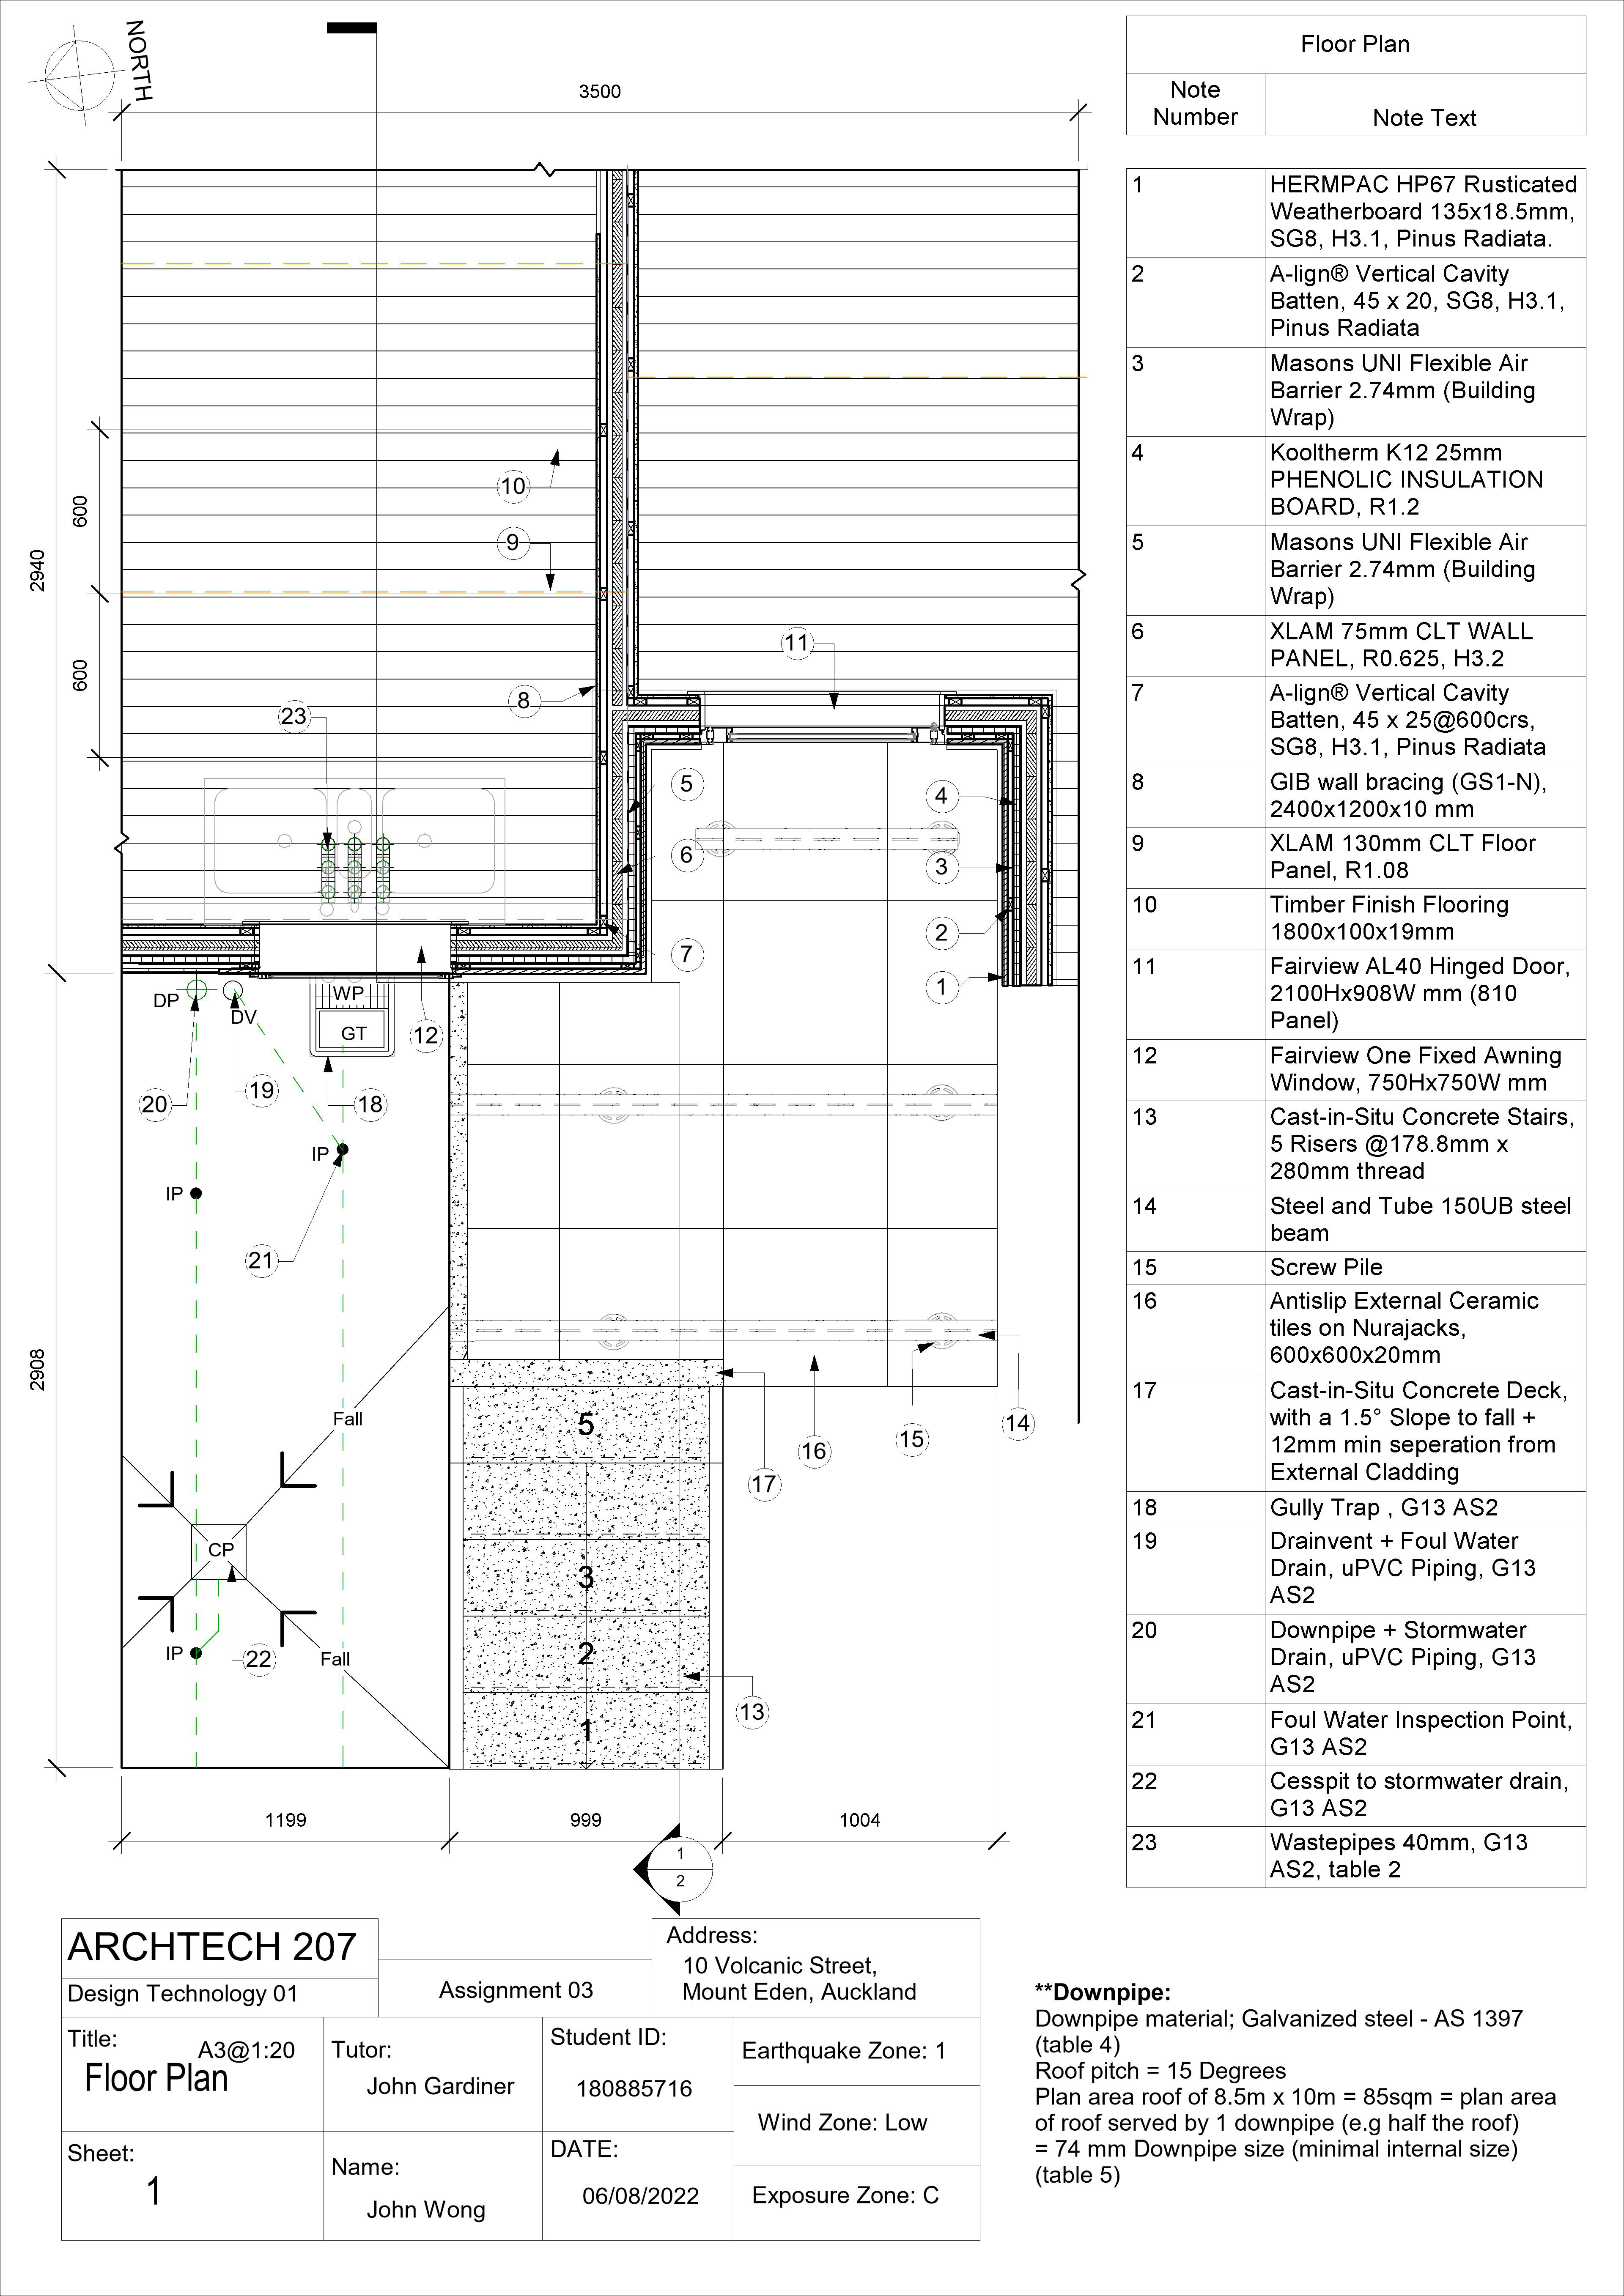 NORTH
3500
2940
600
600
2908
10
9
11
8
23
5
4
6
3
2
7
1
DP
DV
WP
GT
12
20
19
18
IP
IP
21
Fall
5
14
15
16
17
CP
3
IP
22
Fall
2
13
1
1199
999
1004
1
2
Floor Plan
Note Number
Note Text
1
HERMPAC HP67 Rusticated
Weatherboard 135x18.5mm,
SG8, H3.1, Pinus Radiata.
2
A-lign® Vertical Cavity
Batten, 45 x 20, SG8, H3.1,
Pinus Radiata
3
Masons UNI Flexible Air
Barrier 2.74mm (Building
Wrap)
4
Kooltherm K12 25mm
PHENOLIC INSULATION
BOARD, R1.2
5
Masons UNI Flexible Air
Barrier 2.74mm (Building
Wrap)
6
XLAM 75mm CLT WALL
PANEL, R0.625, H3.2
7
A-lign® Vertical Cavity
Batten, 45 x 25@600crs,
SG8, H3.1, Pinus Radiata
8
GIB wall bracing (GS1-N),
2400x1200x10 mm
9
XLAM 130mm CLT Floor
Panel, R1.08
10
Timber Finish Flooring
1800x100x19mm
11
Fairview AL40 Hinged Door,
2100Hx908W mm (810
Panel)
12
Fairview One Fixed Awning
Window, 750Hx750W mm
13
Cast-in-Situ Concrete Stairs,
5 Risers @178.8mm x
280mm thread
14
Steel and Tube 150UB steel
beam
15
Screw Pile
16
Antislip External Ceramic
tiles on Nurajacks,
600x600x20mm
17
Cast-in-Situ Concrete Deck,
with a 1.5° Slope to fall +
12mm min seperation from
External Cladding
18
Gully Trap , G13 AS2
19
Drainvent + Foul Water
Drain, uPVC Piping, G13
AS2
20
Downpipe + Stormwater
Drain, uPVC Piping, G13
AS2
21
Foul Water Inspection Point,
G13 AS2
22
Cesspit to stormwater drain,
G13 AS2
23
Wastepipes 40mm, G13
AS2, table 2
ARCHTECH 207
Design Technology 01
Assignment 03
Address:
10 Volcanic Street,
Mount Eden, Auckland
Title:
A3@1:20
Floor Plan
Tutor:
John Gardiner
Student ID:
180885716
Earthquake Zone: 1
Wind Zone: Low
Sheet:
1
Name:
John Wong
DATE:
06/08/2022
Exposure Zone: C
**Downpipe:
Downpipe material; Galvanized steel - AS 1397
(table 4)
Roof pitch = 15 Degrees
Plan area roof of 8.5m x 10m = 85sqm = plan area
of roof served by 1 downpipe (e.g half the roof)
= 74 mm Downpipe size (minimal internal size)
(table 5)